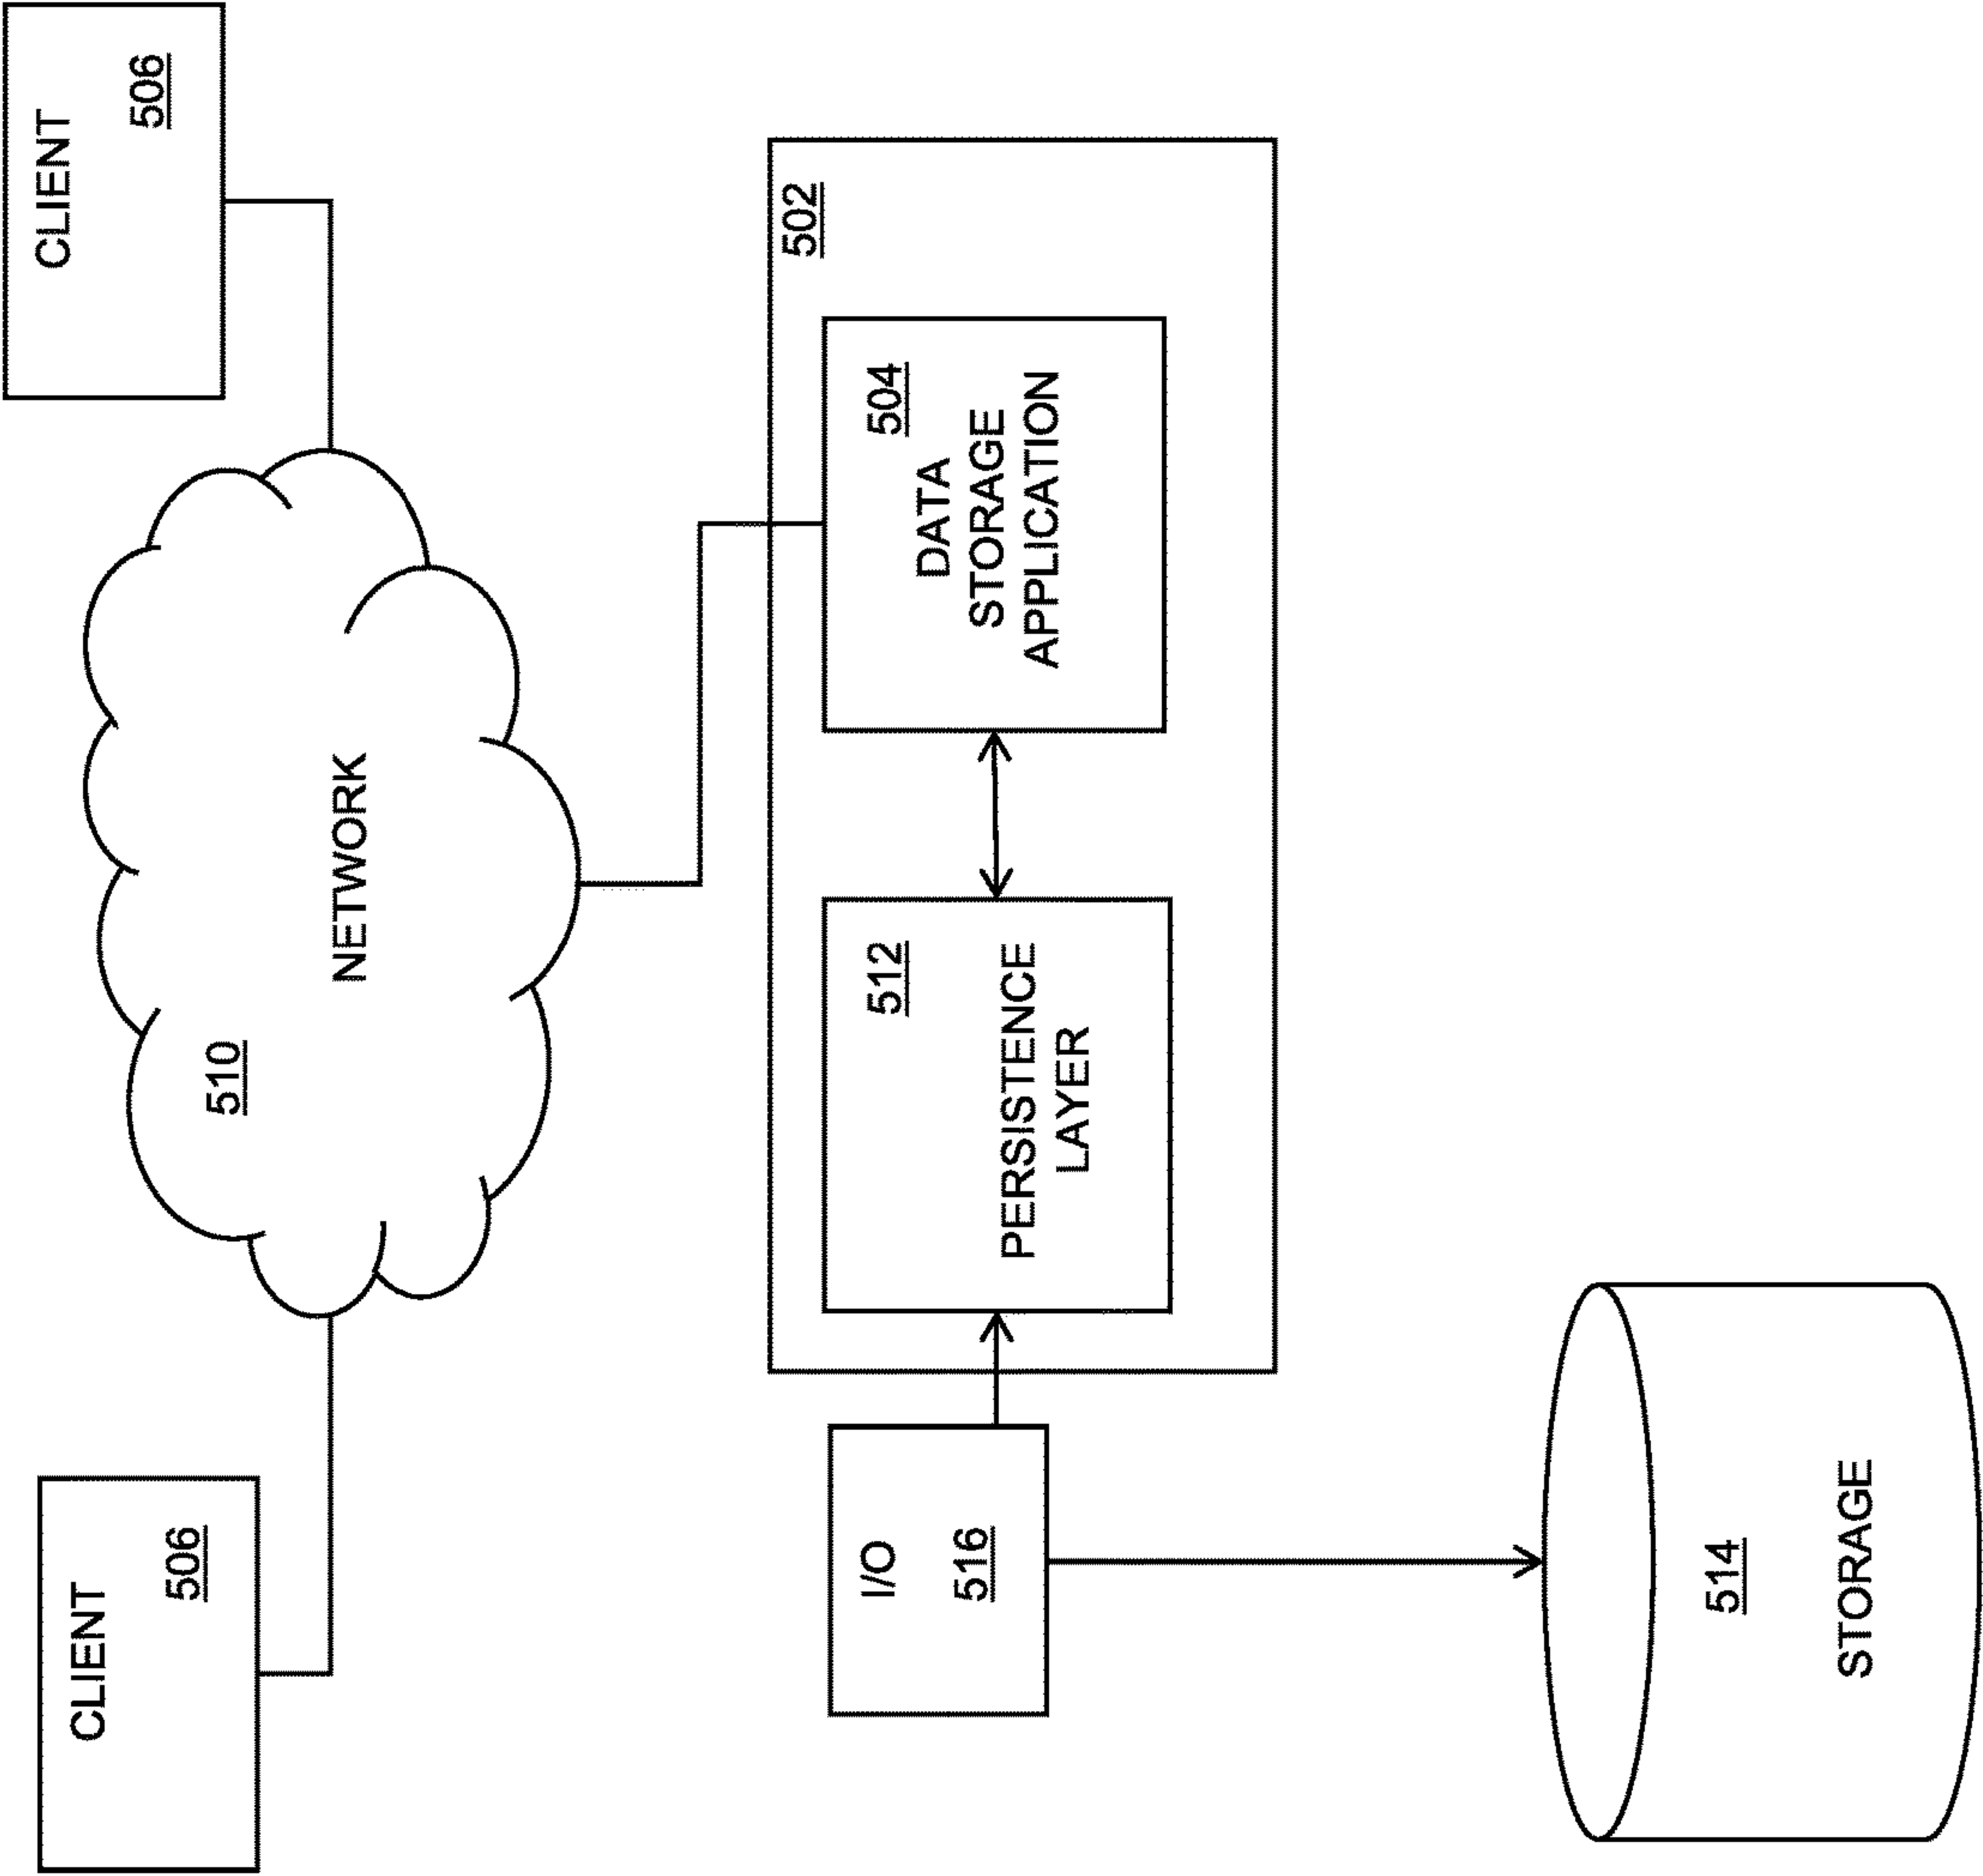 CLIENT
506
CLIENT
506
510
NETWORK
502
I/O
516
512
PERSISTENCE
LAYER
504
DATA
STORAGE
APPLICATION
514
STORAGE